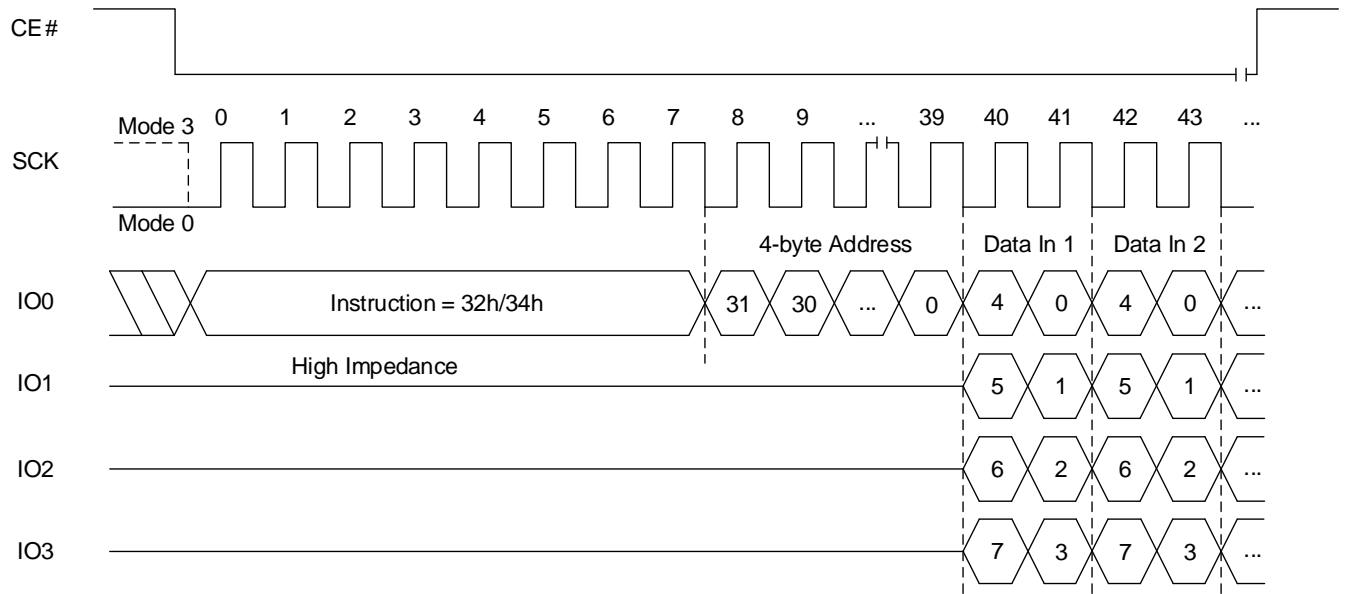 CE#
Mode 3 0 1 2 3 4 5 6 7 8 9 ... 39 40 41 42 43 ...
SCK
Mode 0
4-byte Address Data In 1 Data In 2
IO0 Instruction = 32h/34h 31 30 ... 0 4 0 4 0 ...
High Impedance
IO1 5 1 5 1 ...
IO2 6 2 6 2 ...
IO3 7 3 7 3 ...